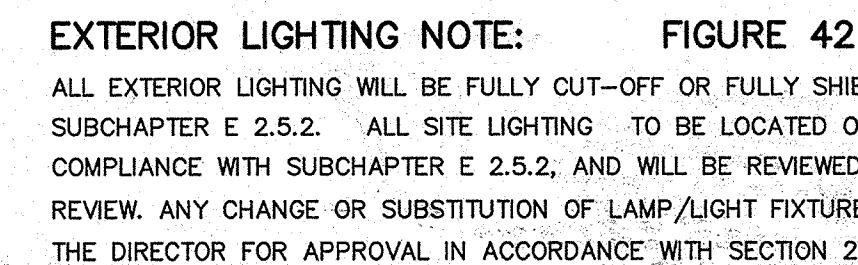 EXTERIOR LIGHTING NOTE: FIGURE 42
ALL EXTERIOR LIGHTING WILL BE FULLY CUT-OFF OR FULLY
SUBCHAPTER E 2.5.2. ALL SITE LIGHTING TO BE LOCATED
COMPLIANCE WITH SUBCHAPTER E 2.5.2, AND WILL BE REVIEWED
REVIEW. ANY CHANGE OR SUBSTITUTION OF LAMP/LIGHT FIXTURE
THE DIRECTOR FOR APPROVAL IN ACCORDANCE WITH SECTION 2